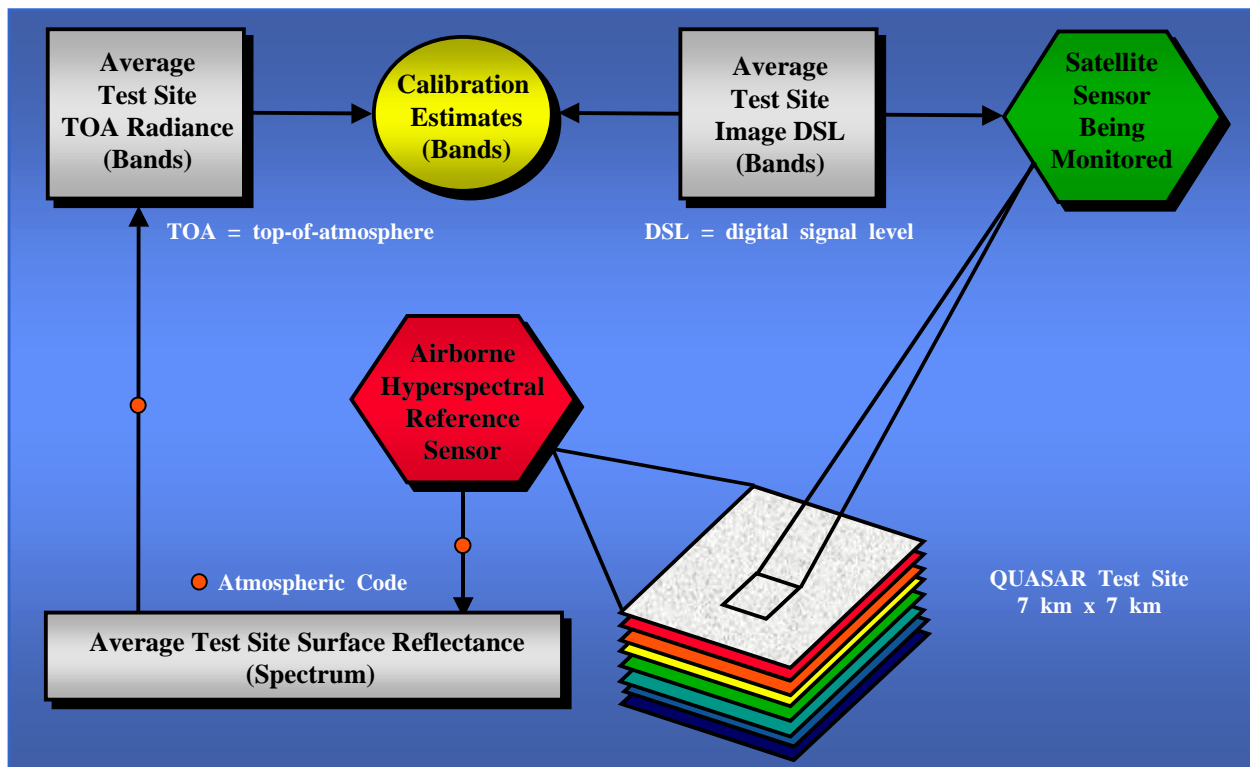 Average
Test Site
TOA Radiance
(Bands)
Calibration
Estimates
(Bands)
Average
Test Site
Image DSL
(Bands)
Satellite
Sensor
Being
Monitored
TOA = top-of-atmosphere
DSL = digital signal level
Airborne
Hyperspectral
Reference
Sensor
Atmospheric Code
QUASAR Test Site
7 km x 7 km
Average Test Site Surface Reflectance
(Spectrum)